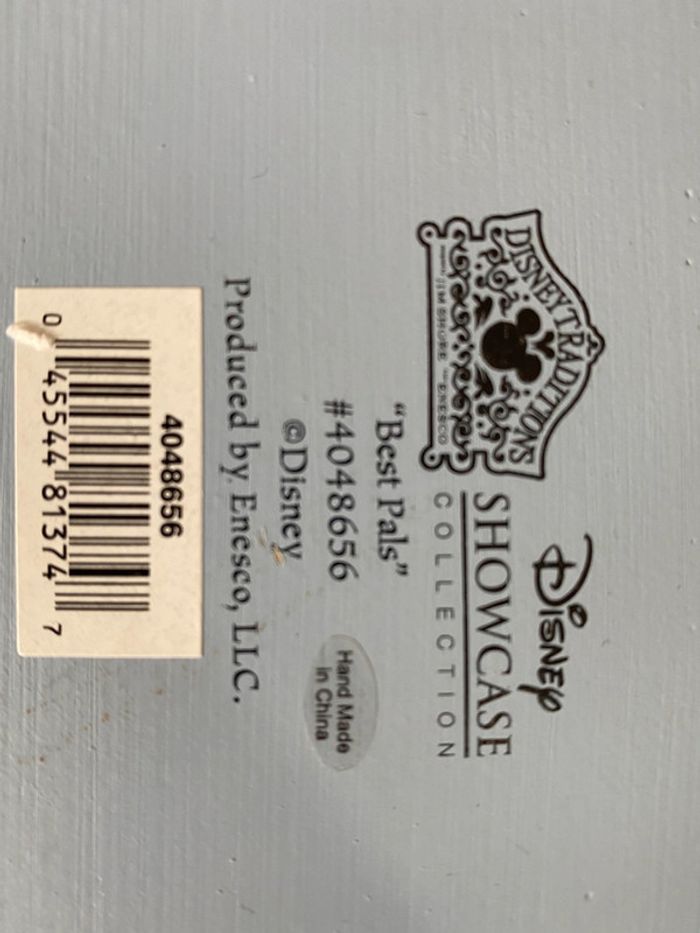 DISNEY TRADITIONS
JIM SHORE ENESCO
DISNEY
SHOWCASE
COLLECTION
“Best Pals”
#4048656
©Disney
Produced by Enesco, LLC.
Hand Made
in China
4048656
0 45544 81374 7